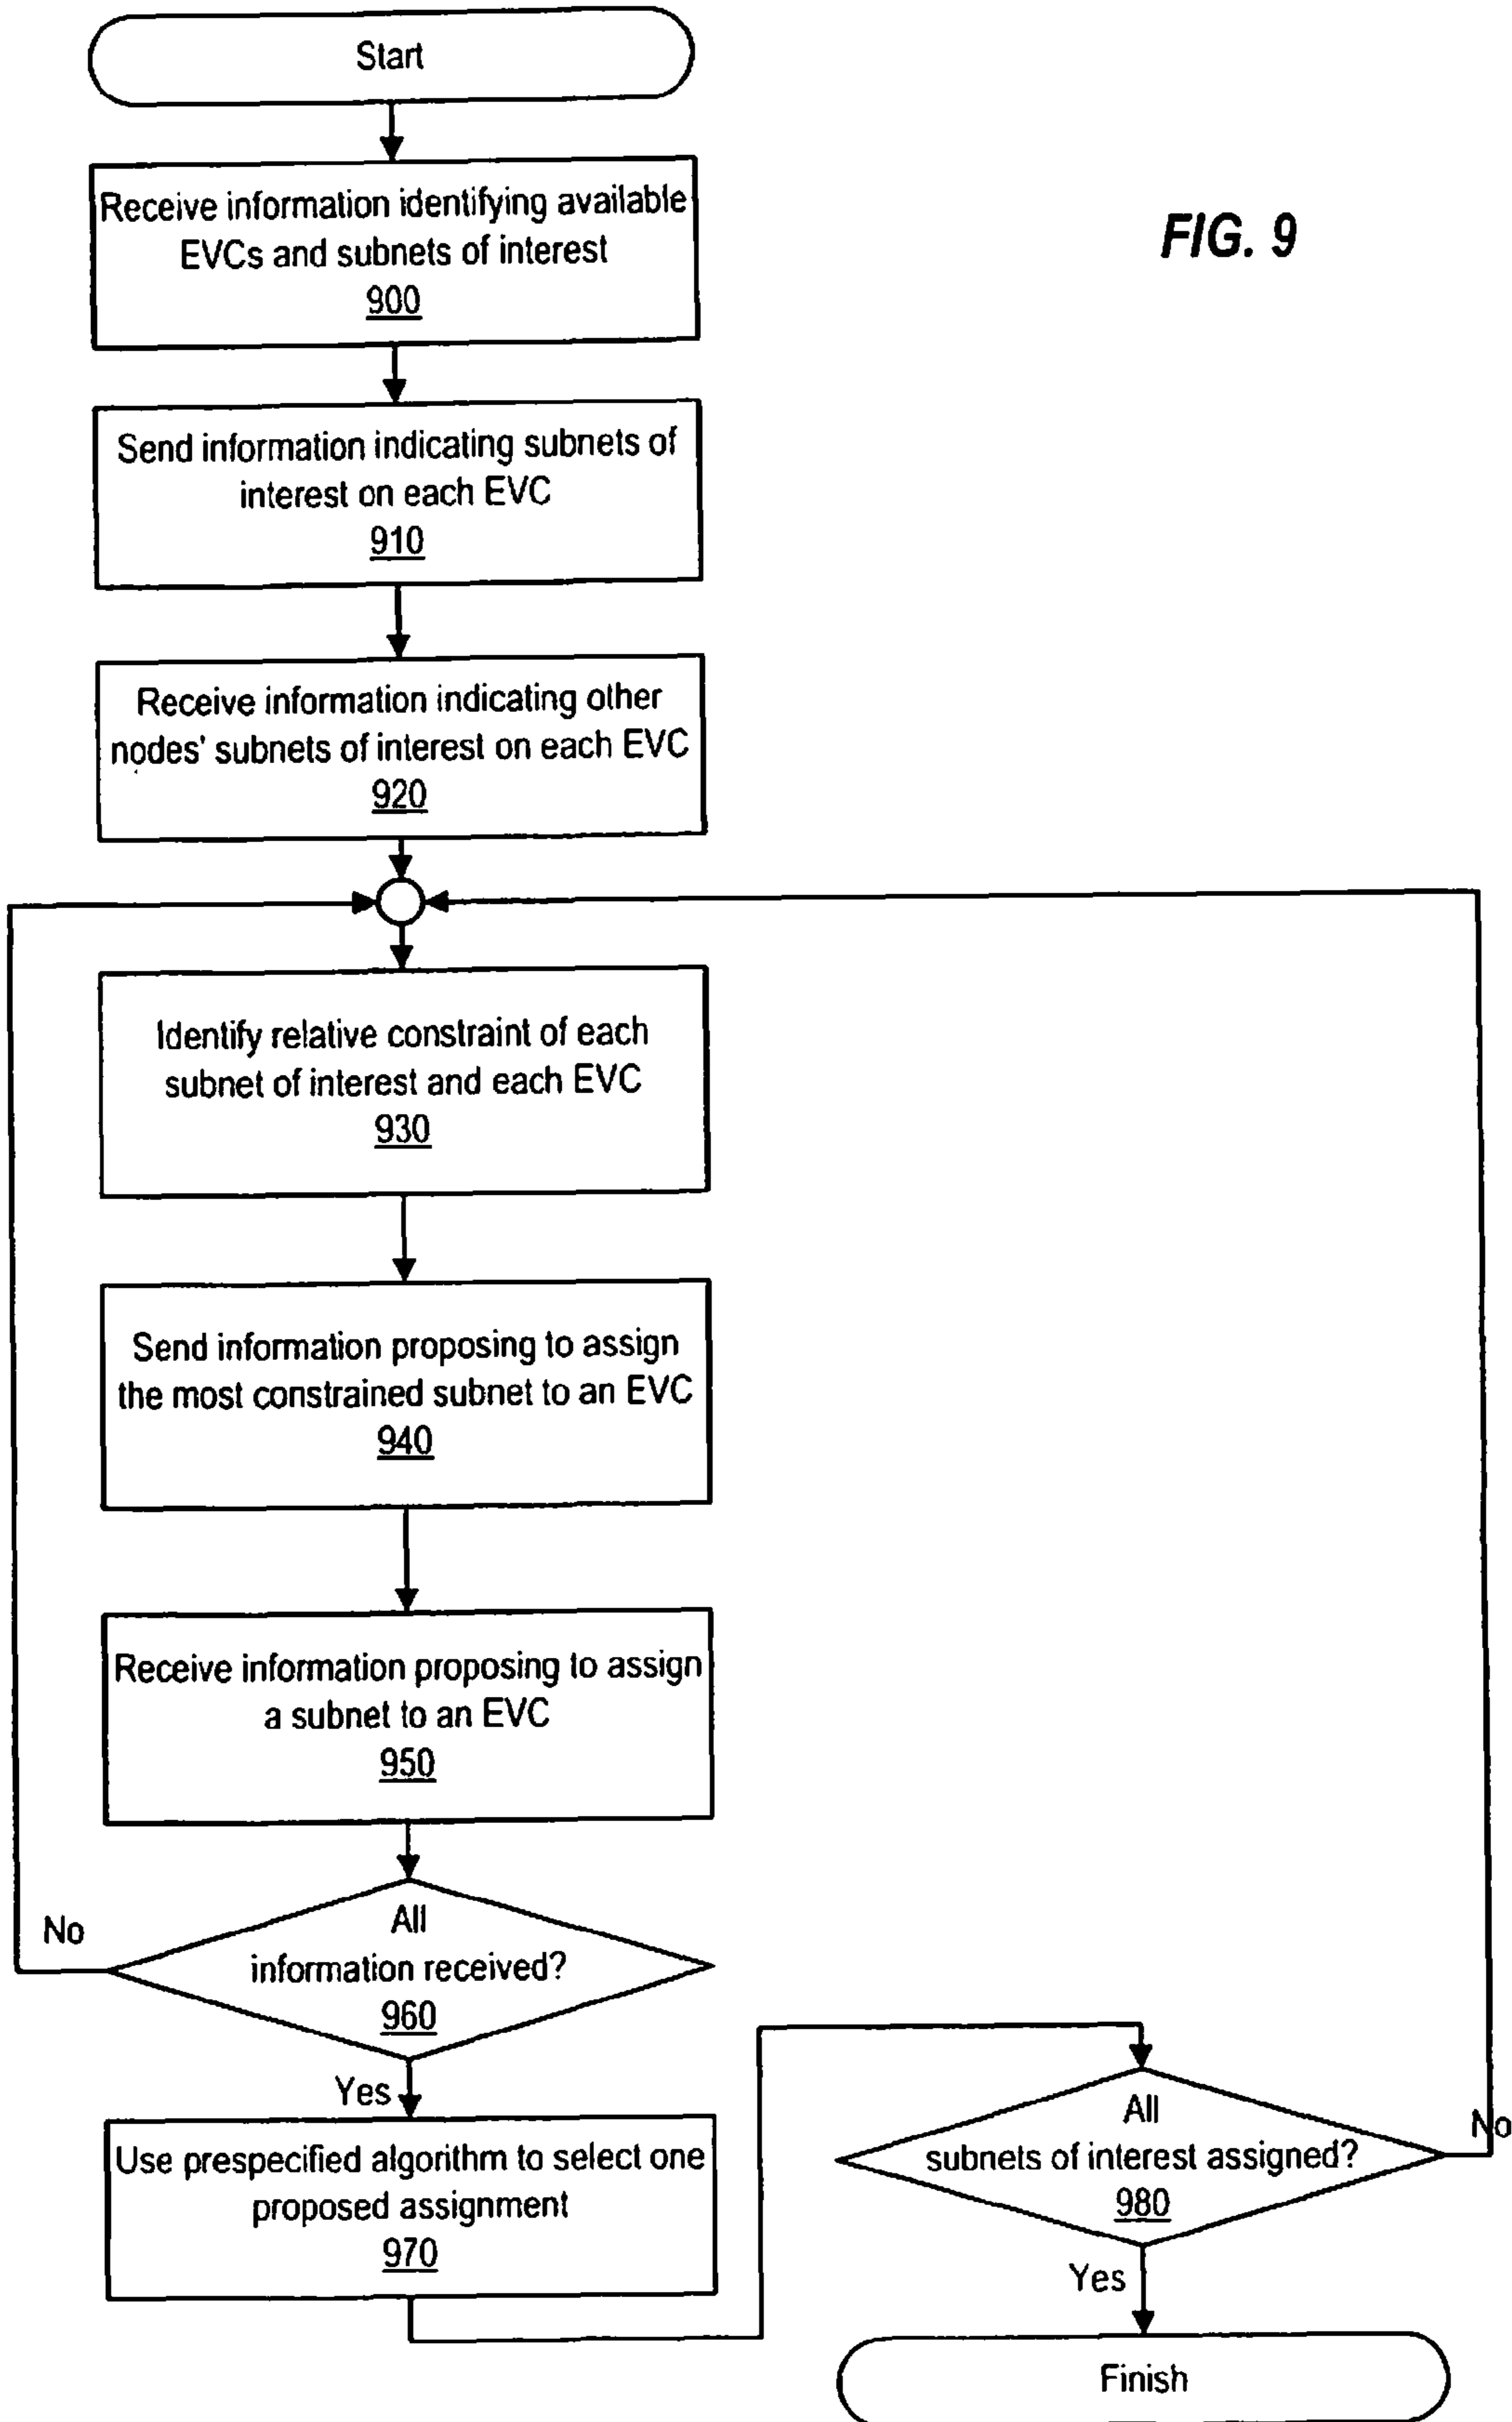 Start
FIG. 9
Receive information identifying available
EVCs and subnets of interest
900
Send information indicating subnets of
interest on each EVC
910
Receive information indicating other
nodes' subnets of interest on each EVC
920
Identify relative constraint of each
subnet of interest and each EVC
930
Send information proposing to assign
the most constrained subnet to an EVC
940
Receive information proposing to assign
a subnet to an EVC
950
All
information received?
960
No
Yes
Use prespecified algorithm to select one
proposed assignment
970
All
subnets of interest assigned?
980
No
Yes
Finish